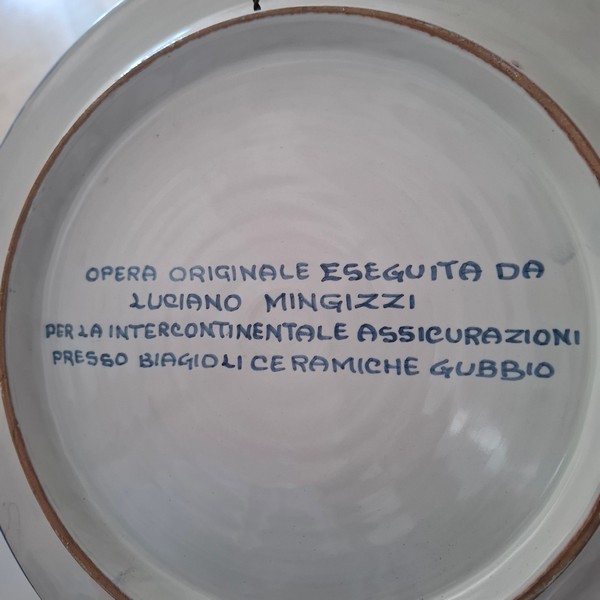 OPERA ORIGINALE ESEGUITA DA
LUCIANO MINGIZZI
PER LA INTERCONTINENTALE ASSICURAZIONI
PRESSO BIAGIOLI CERAMICHE GUBBIO